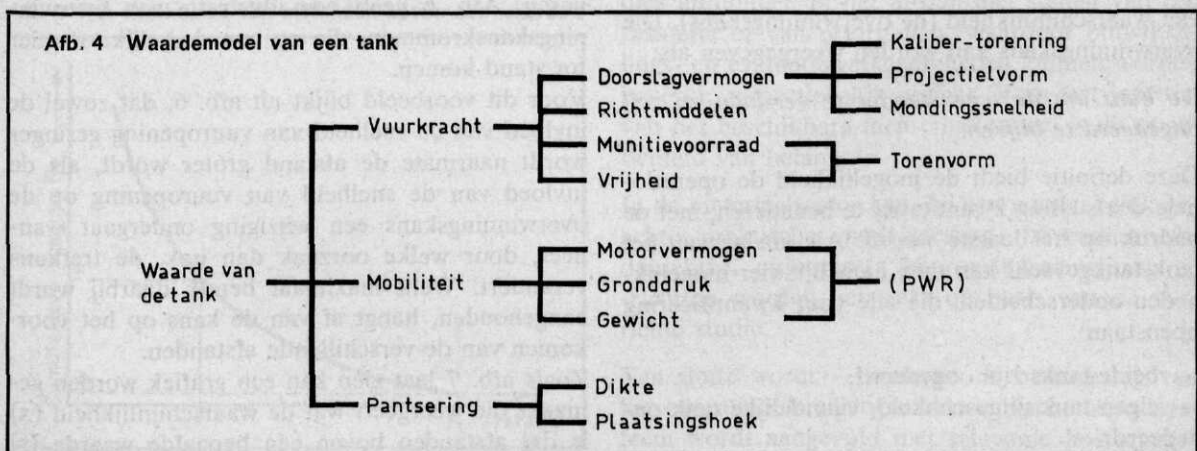 Afb. 4 Waardemodel van een tank
Waarde van
de tank
Vuurkracht
Doorslagvermogen
Kaliber-torenring
Projectielvorm
Mondingssnelheid
Richtmiddelen
Munitievoorraad
Vrijheid
Torenvorm
Mobiliteit
Motorvermogen
Gronddruk
Gewicht
(PWR)
Pantsering
Dikte
Plaatsingshoek